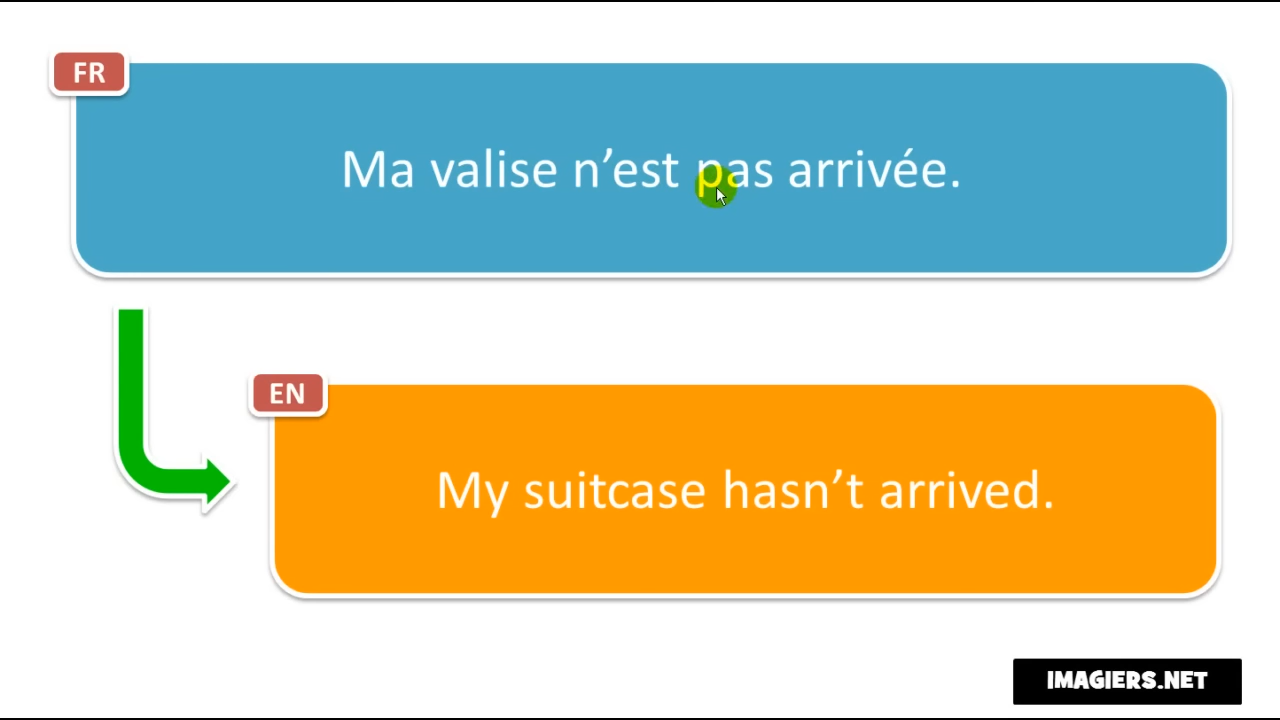 FR
Ma valise n’est pas arrivée.
EN
My suitcase hasn’t arrived.
IMAGIERS.NET